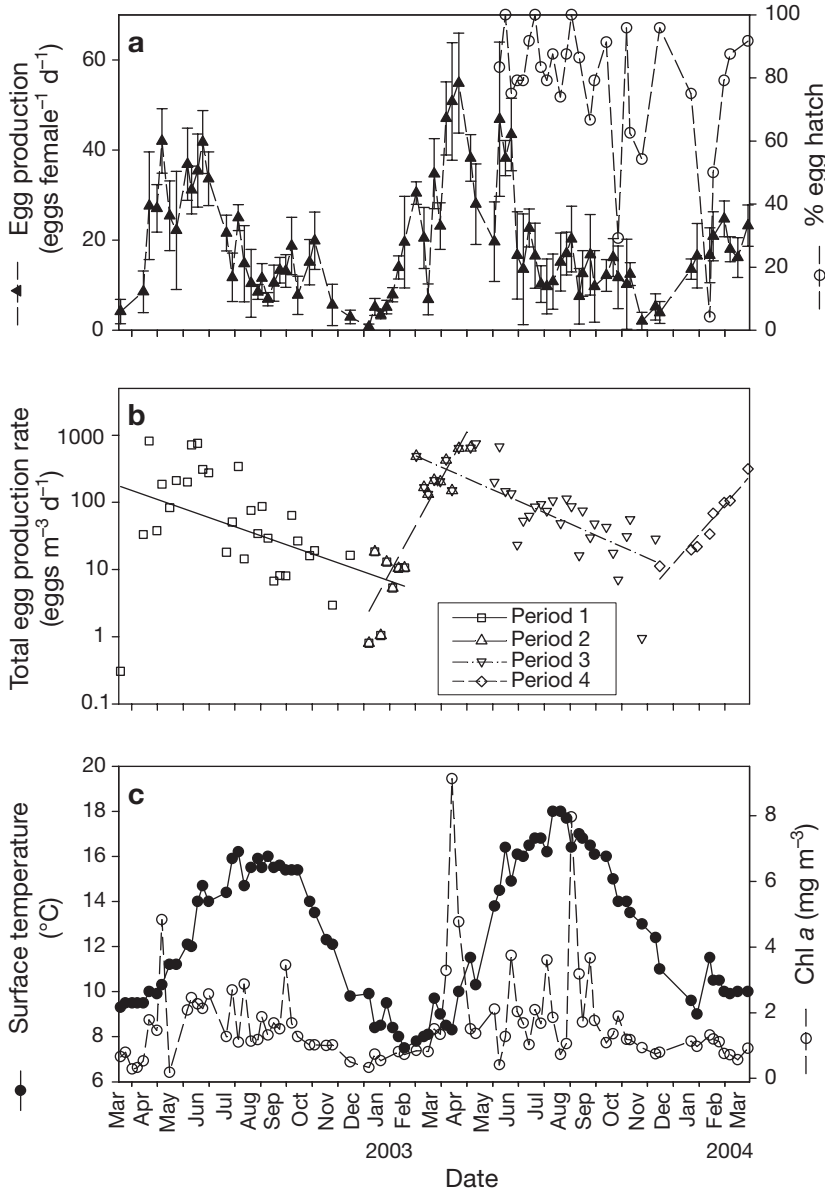 a
Egg production
(eggs female⁻¹ d⁻¹)
60
40
20
0
100
80
60
40
20
0
% egg hatch
b
Total egg production rate
(eggs m⁻³ d⁻¹)
1000
100
10
1
0.1
Period 1
Period 2
Period 3
Period 4
c
Surface temperature
(°C)
20
18
16
14
12
10
8
6
8
6
4
2
0
Chl a (mg m⁻³)
Mar Apr May Jun Jul Aug Sep Oct Nov Dec Jan Feb Mar Apr May Jun Jul Aug Sep Oct Nov Dec Jan Feb Mar
2003 2004
Date